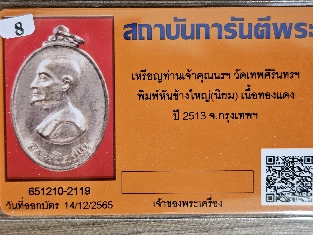 8
สถาบันการันตีพระ
เหรียญท่านเจ้าคุณนรฯ วัดเทพศิรินทรฯ
พิมพ์หันข้างใหญ่(นิยม) เนื้อทองแดง
ปี 2513 จ.กรุงเทพฯ
651210-2119
วันที่ออกบัตร 14/12/2565
เจ้าของพระเครื่อง